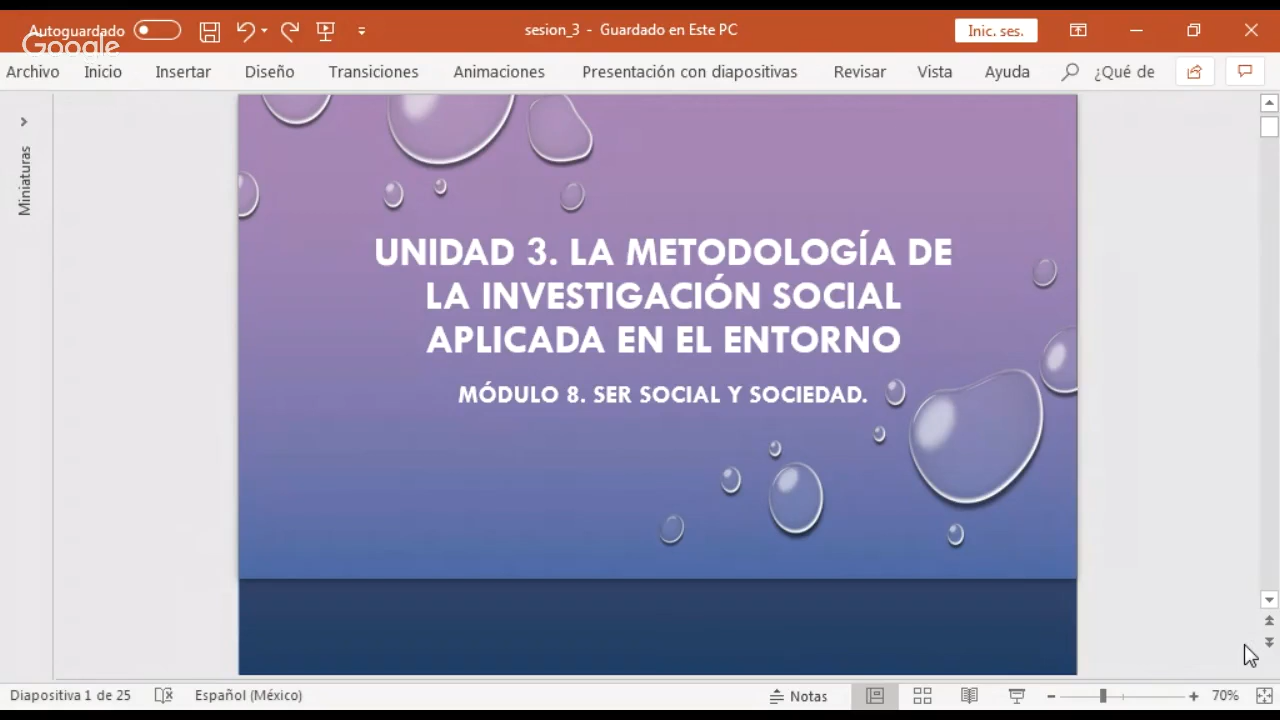 Autoguardado
Google
sesion_3 - Guardado en Este PC
Inic. ses.
Archivo Inicio Insertar Diseño Transiciones Animaciones Presentación con diapositivas Revisar Vista Ayuda ¿Qué de
Miniaturas
UNIDAD 3. LA METODOLOGÍA DE
LA INVESTIGACIÓN SOCIAL
APLICADA EN EL ENTORNO
MÓDULO 8. SER SOCIAL Y SOCIEDAD.
Diapositiva 1 de 25 Español (México) Notas 70%